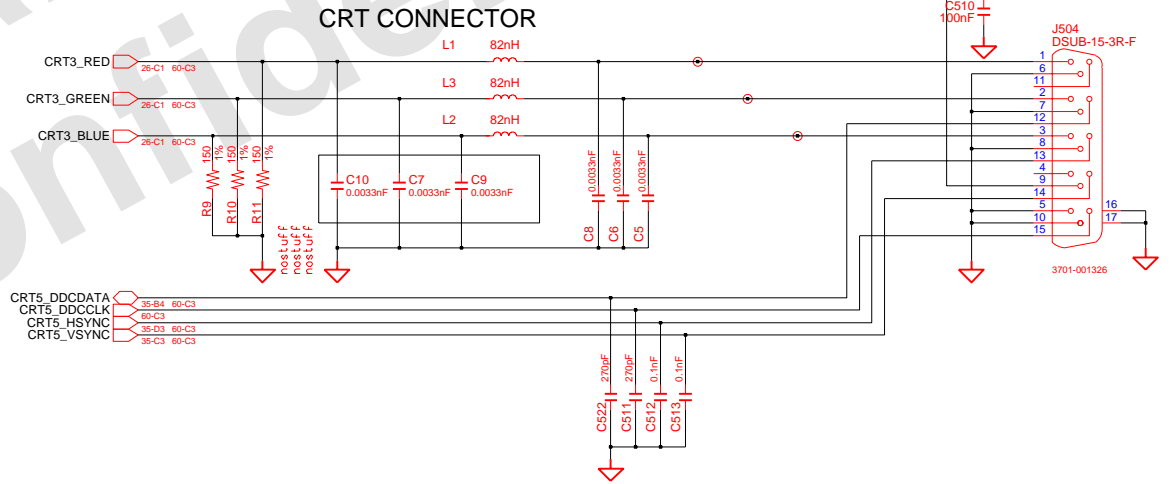 CRT CONNECTOR
C510
100nF
J504
DSUB-15-3R-F
L1 82nH
CRT3_RED
26-C1 60-C3
L3 82nH
CRT3_GREEN
26-C1 60-C3
L2 82nH
CRT3_BLUE
26-C1 60-C3
1
6
11
2
7
12
3
8
13
4
9
14
5
10
15
16
17
150 1%
150 1%
150 1%
R9
R10
R11
nostuff
nostuff
nostuff
C10
0.0033nF
C7
0.0033nF
C9
0.0033nF
0.0033nF
0.0033nF
0.0033nF
C8
C6
C5
3701-001326
CRT5_DDCDATA
35-B4 60-C3
CRT5_DDCCLK
60-C3
CRT5_HSYNC
35-D3 60-C3
CRT5_VSYNC
35-C3 60-C3
270pF
270pF
0.1nF
0.1nF
C522
C511
C512
C513